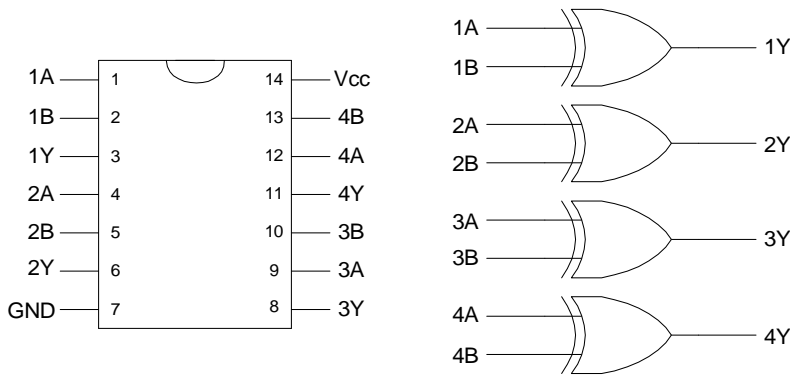 1A 1 14 Vcc
1B 2 13 4B
1Y 3 12 4A
2A 4 11 4Y
2B 5 10 3B
2Y 6 9 3A
GND 7 8 3Y
1A
1B
1Y
2A
2B
2Y
3A
3B
3Y
4A
4B
4Y